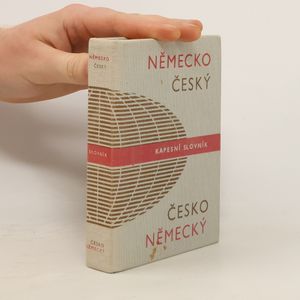 NĚMECKO
ČESKÝ
SLOVNÍK
ČESKO
NĚMECKÝ
NĚMECKO
ČESKÝ
KAPESNÍ SLOVNÍK
ČESKO
NĚMECKÝ